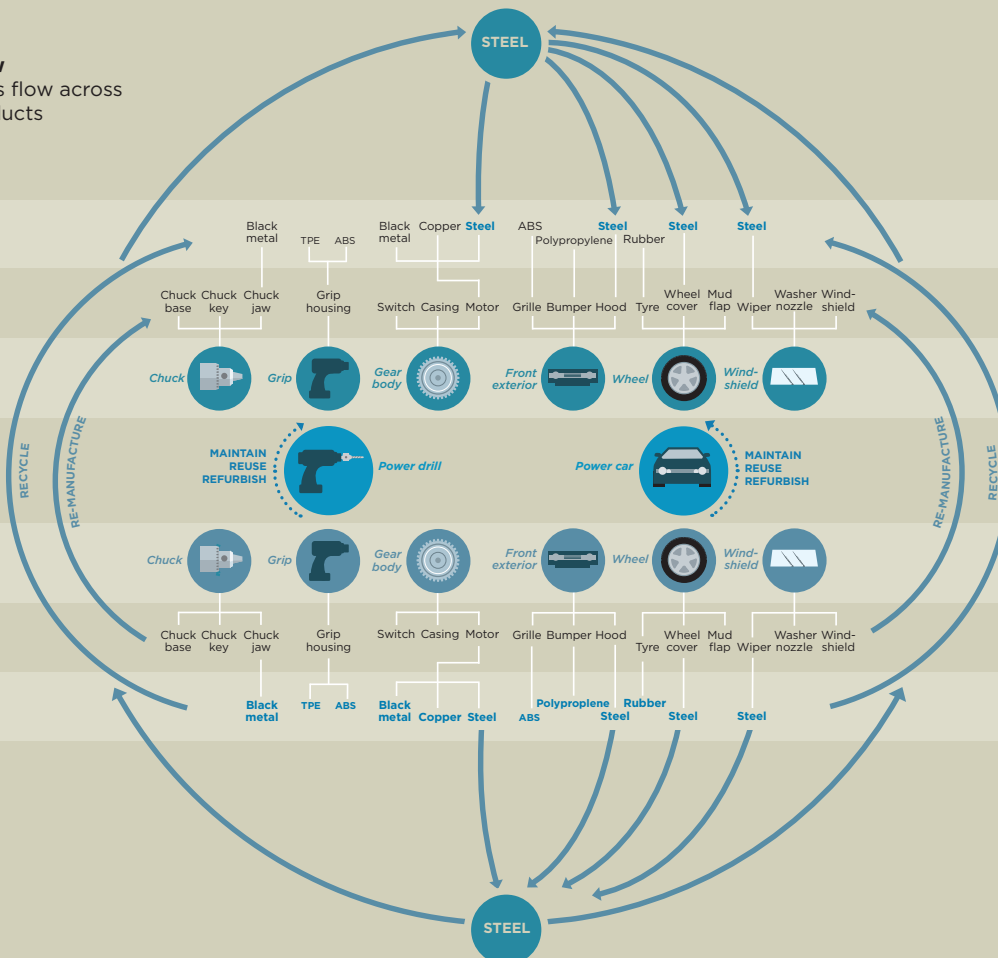 STEEL
s flow across
ducts
Black metal
TPE
ABS
Black metal
Copper
Steel
ABS
Polypropylene
Steel
Rubber
Steel
Steel
Chuck base
Chuck key
Chuck jaw
Grip housing
Switch
Casing
Motor
Grille
Bumper
Hood
Tyre
Wheel cover
Mud flap
Wiper
Washer nozzle
Wind-shield
Chuck
Grip
Gear body
Front exterior
Wheel
Wind-shield
RECYCLE
RE-MANUFACTURE
MAINTAIN
REUSE
REFURBISH
Power drill
Power car
MAINTAIN
REUSE
REFURBISH
RE-MANUFACTURE
RECYCLE
Chuck
Grip
Gear body
Front exterior
Wheel
Wind-shield
Chuck base
Chuck key
Chuck jaw
Grip housing
Switch
Casing
Motor
Grille
Bumper
Hood
Tyre
Wheel cover
Mud flap
Wiper
Washer nozzle
Wind-shield
Black metal
TPE
ABS
Black metal
Copper
Steel
ABS
Polyproplene
Steel
Rubber
Steel
Steel
STEEL